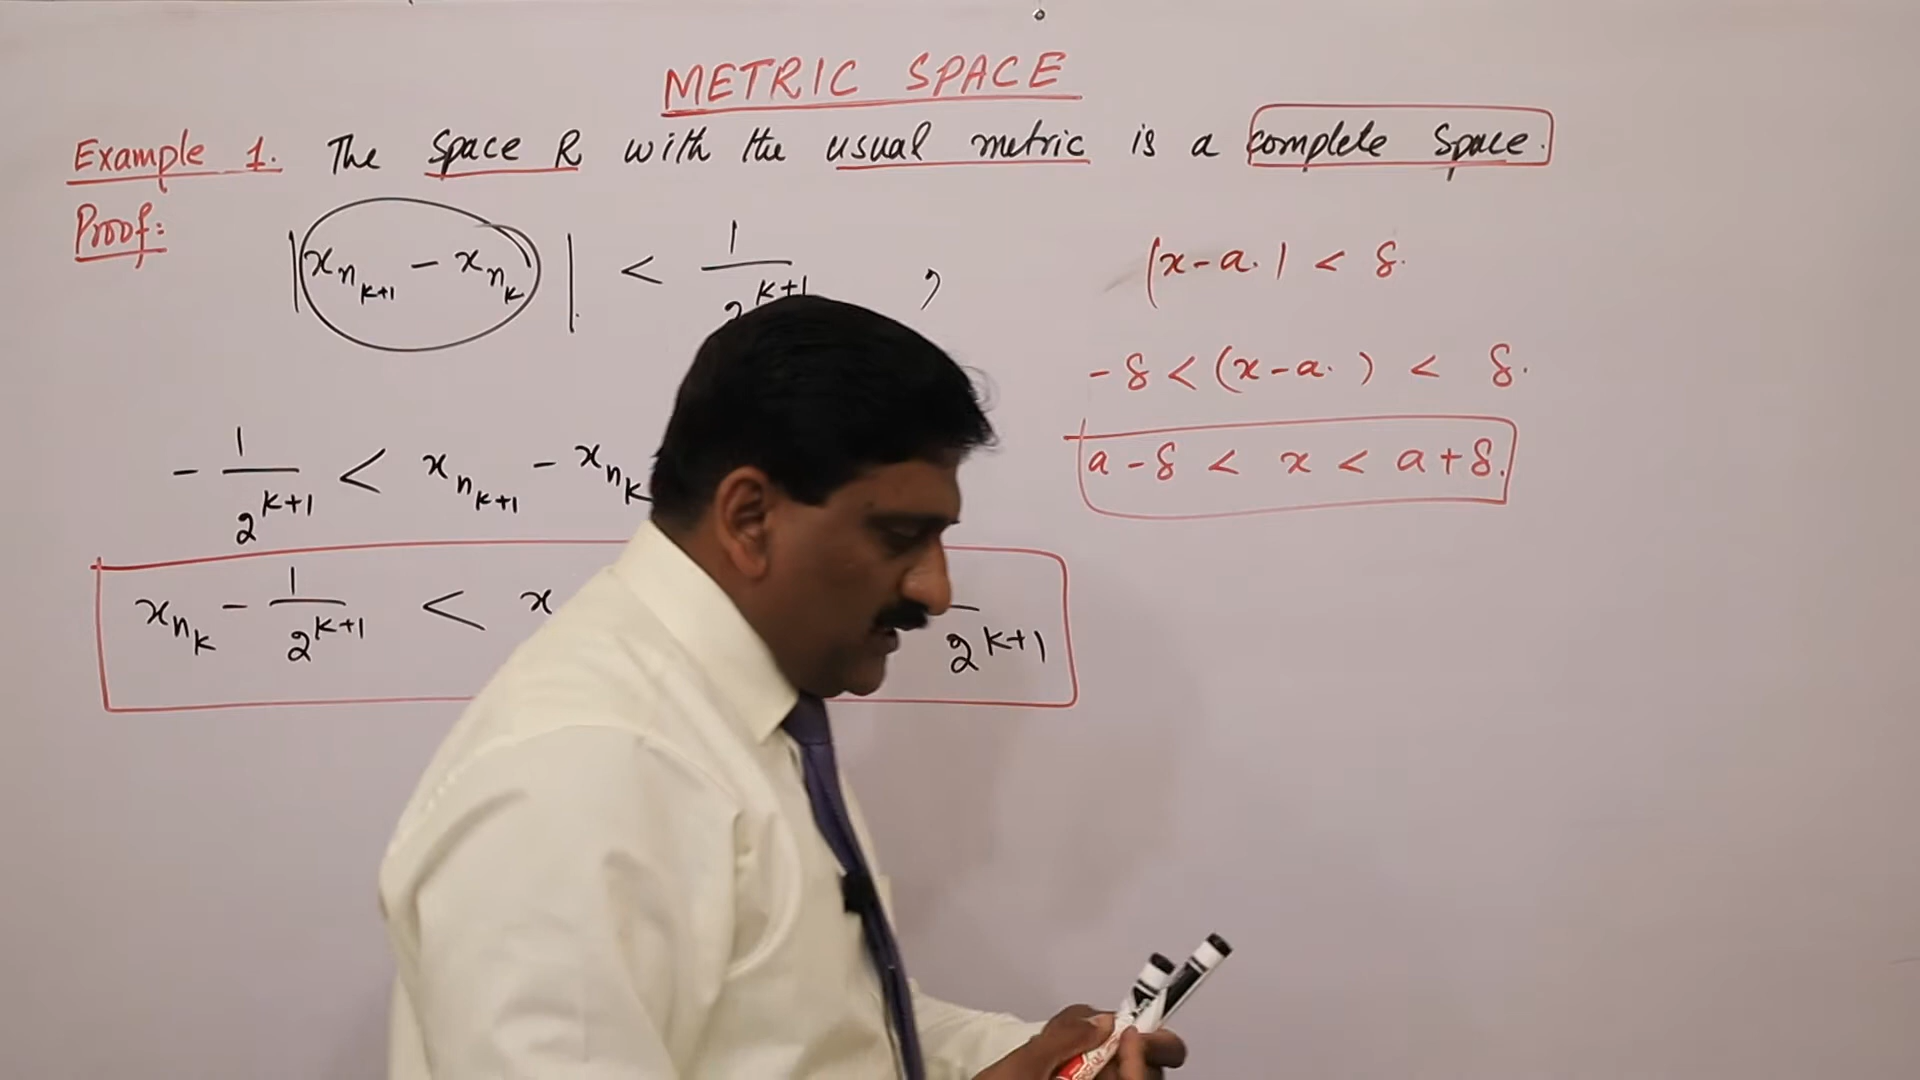 METRIC SPACE
Example 1. The Space R with the usual metric is a complete Space.
Proof:
|x_{n_{k+1}} - x_{n_k}| < 1/2^{k+1} ,
- 1/2^{k+1} < x_{n_{k+1}} - x_{n_k}
x_{n_k} - 1/2^{k+1} < x 2^{k+1}
|x - a.| < δ.
- δ < (x - a.) < δ.
a - δ < x < a + δ.